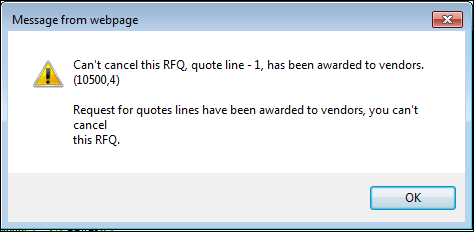 Message from webpage
Can't cancel this RFQ, quote line - 1, has been awarded to vendors.
(10500,4)
Request for quotes lines have been awarded to vendors, you can't
cancel
this RFQ.
OK